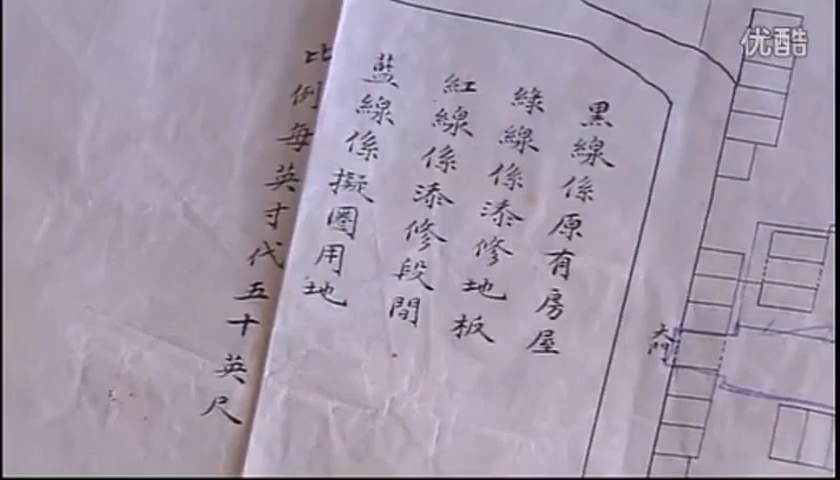 黑線係原有房屋
綠線係添修地板
紅線係添修段間
藍線係擬圈用地
比例每英寸代五十英尺
大門
优酷